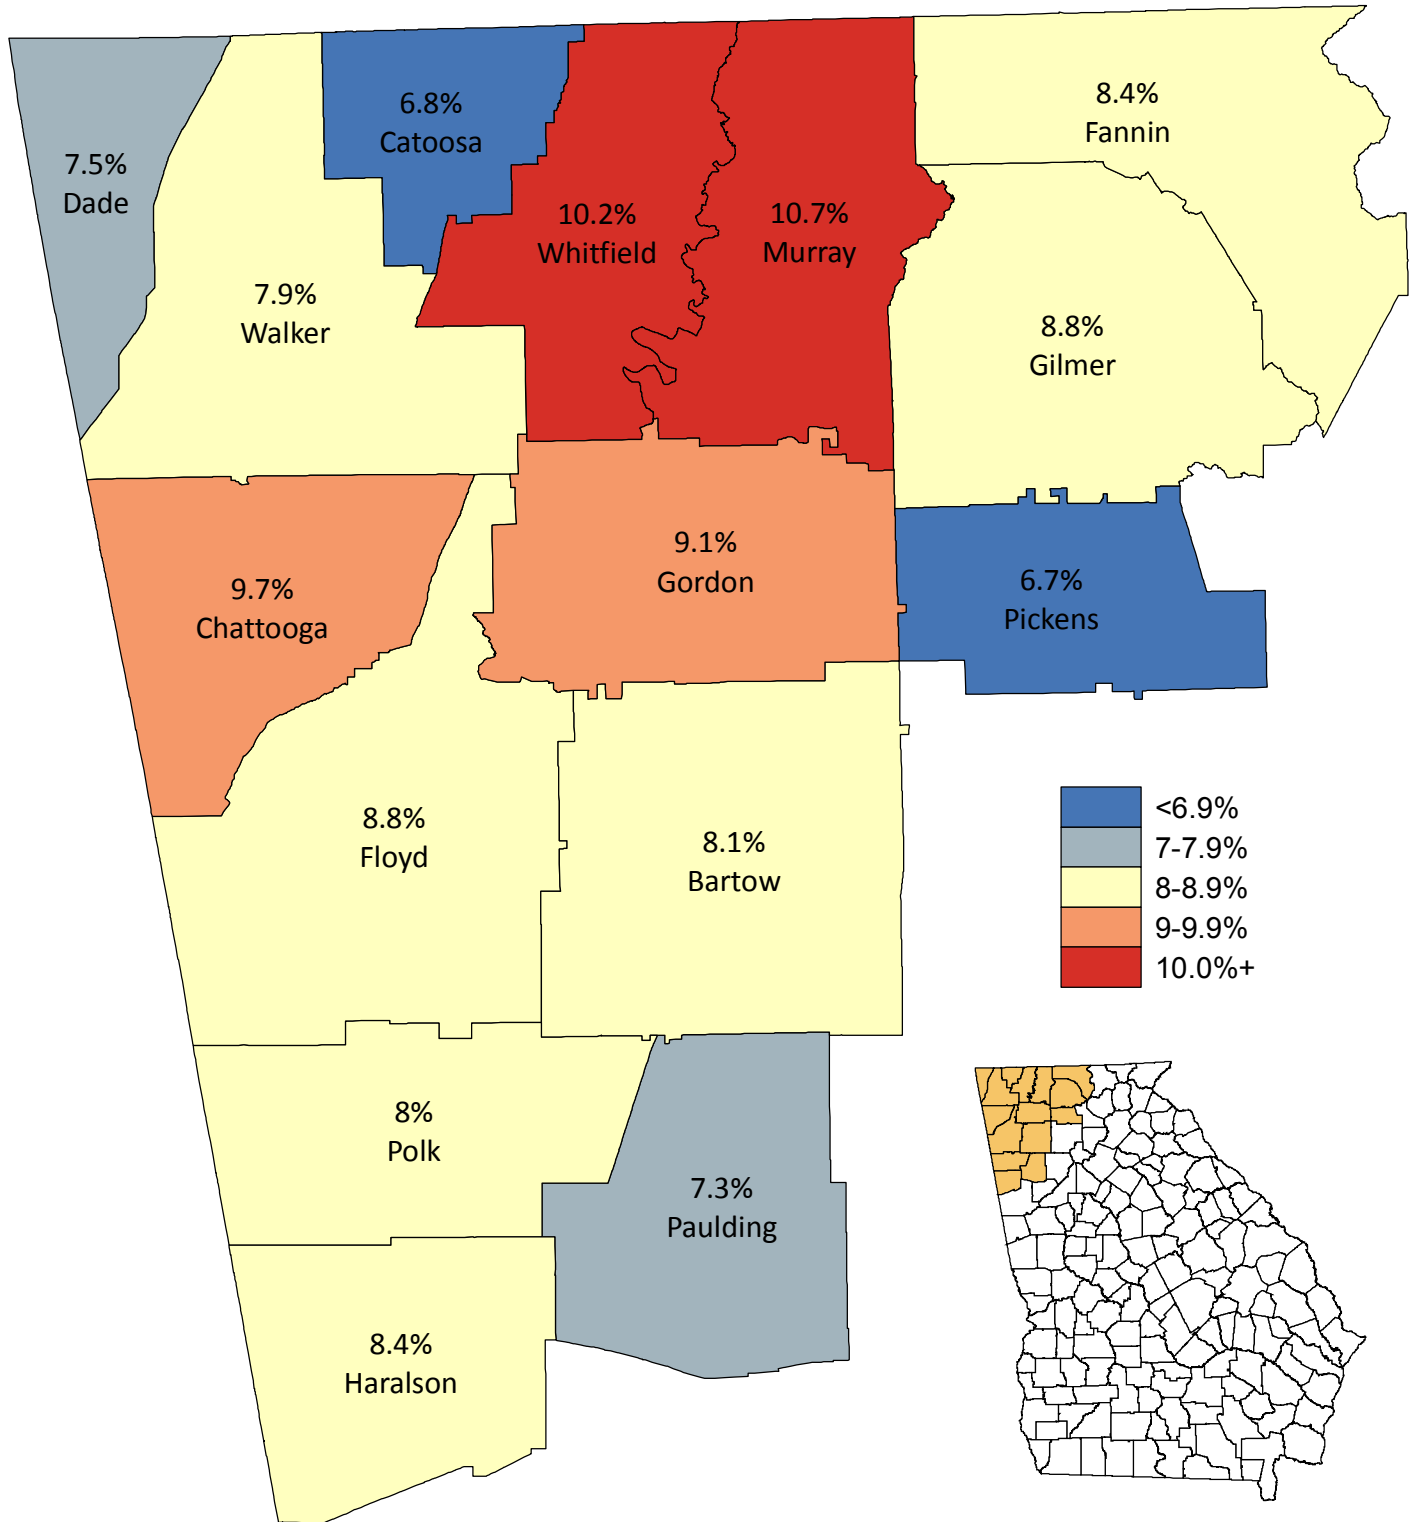 8.4%
Fannin
6.8%
Catoosa
7.5%
Dade
10.2%
Whitfield
10.7%
Murray
7.9%
Walker
8.8%
Gilmer
9.1%
Gordon
9.7%
Chattooga
6.7%
Pickens
8.8%
Floyd
8.1%
Bartow
<6.9%
7-7.9%
8-8.9%
9-9.9%
10.0%+
8%
Polk
7.3%
Paulding
8.4%
Haralson